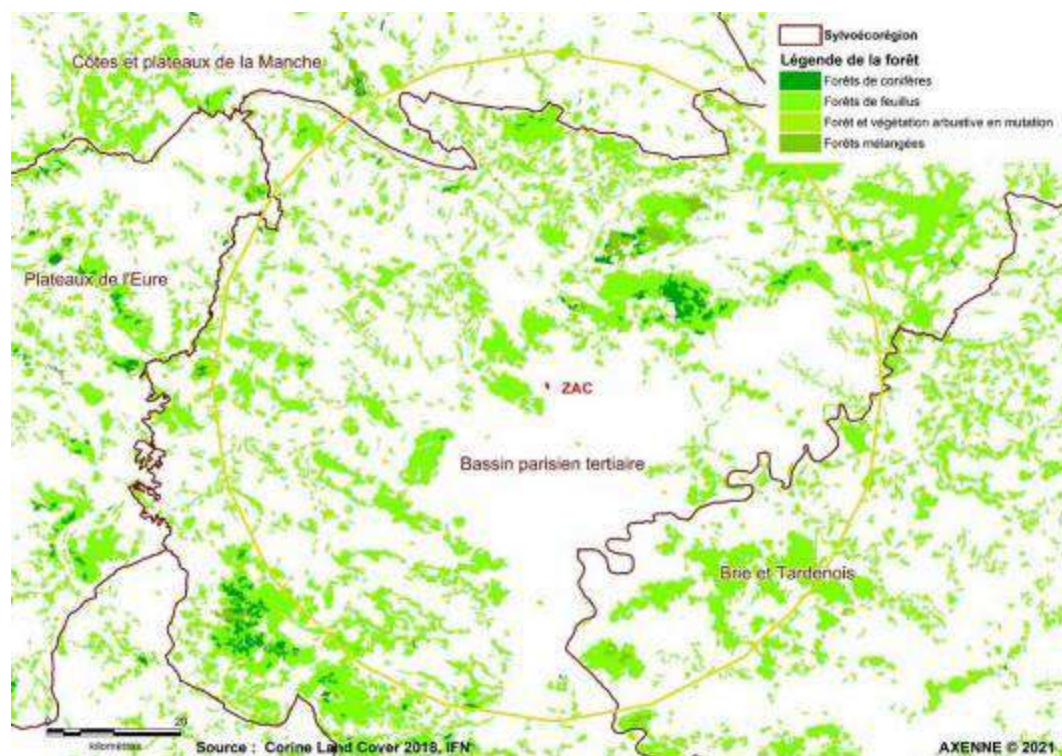 Côtes et plateaux de la Manche
Sylvoécorégion
Légende de la forêt
Forêts de conifères
Forêts de feuillus
Forêt et végétation arbustive en mutation
Forêts mélangées
Plateaux de l'Eure
ZAC
Bassin parisien tertiaire
Brie et Tardenois
0 20
kilomètres
Source : Corine Land Cover 2018, IFN
AXENNE © 2021